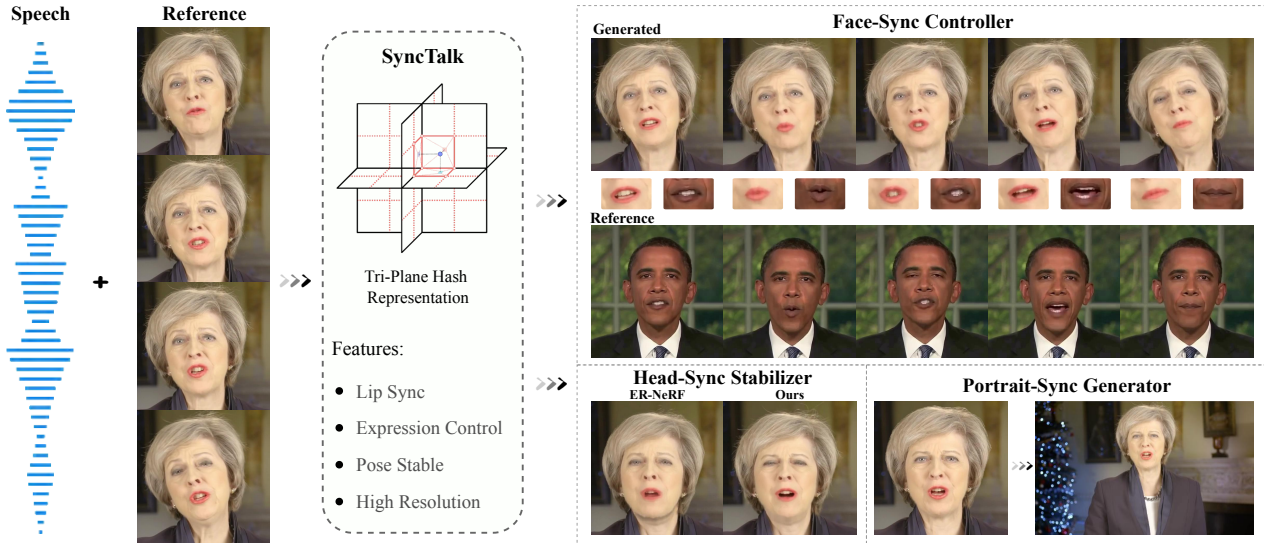 Speech
Reference
SyncTalk
Tri-Plane Hash
Representation
Features:
Lip Sync
Expression Control
Pose Stable
High Resolution
Face-Sync Controller
Generated
Reference
Head-Sync Stabilizer
ER-NeRF
Ours
Portrait-Sync Generator